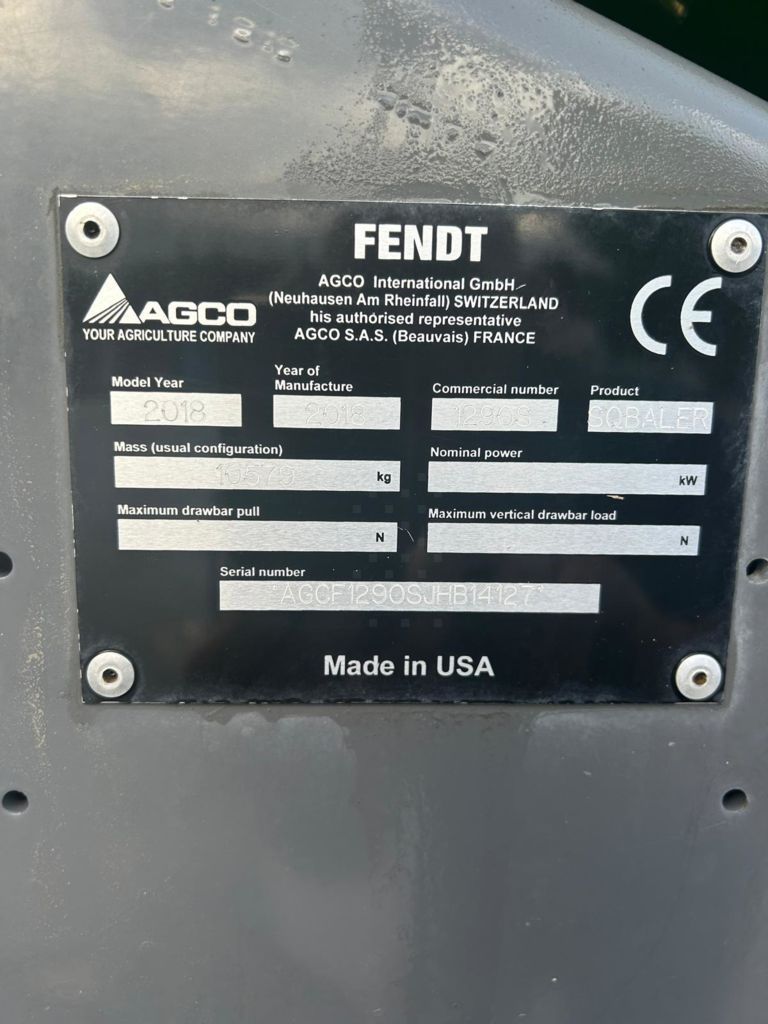 FENDT
AGCO International GmbH
(Neuhausen Am Rheinfall) SWITZERLAND
his authorised representative
AGCO S.A.S. (Beauvais) FRANCE
AGCO
YOUR AGRICULTURE COMPANY
CE
Model Year
2018
Year of
Manufacture
2018
Commercial number
1290S
Product
SQBALER
Mass (usual configuration)
10579 kg
Nominal power
kW
Maximum drawbar pull
N
Maximum vertical drawbar load
N
Serial number
*AGCF1290SJHB14127*
Made in USA